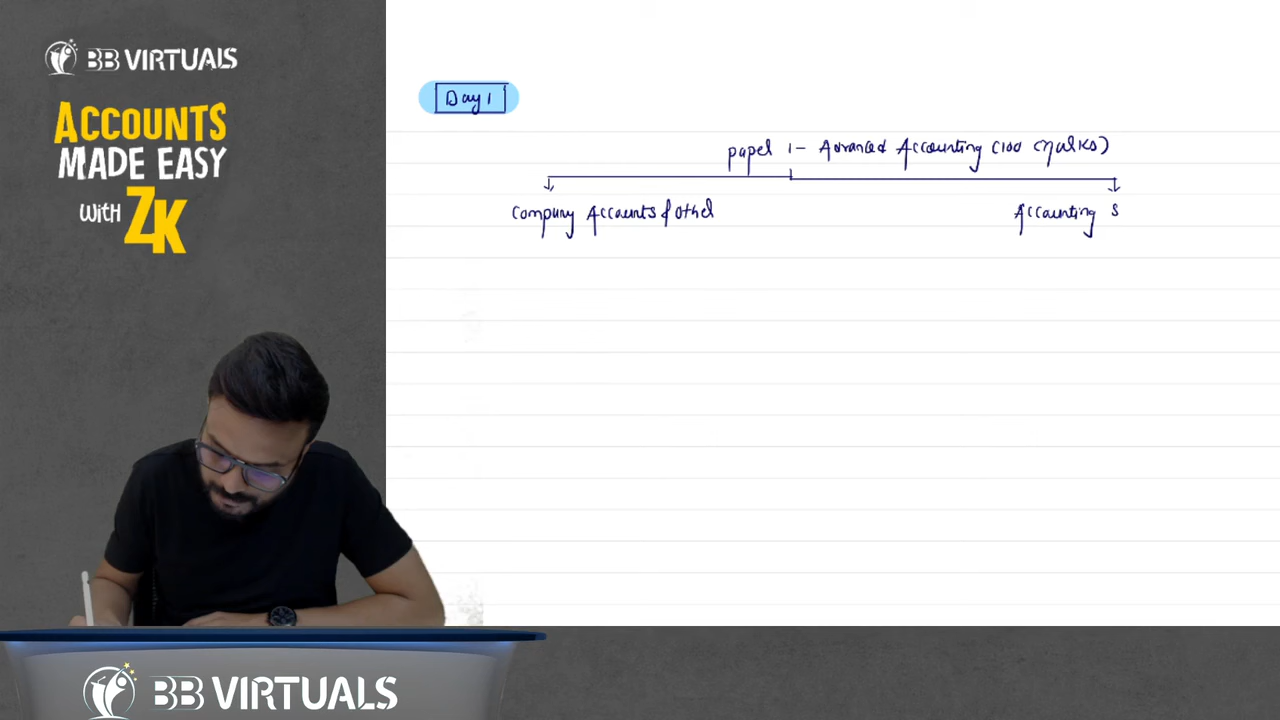 BB VIRTUALS
ACCOUNTS
MADE EASY
WITH ZK
Day 1
paper 1 - Advanced Accounting (100 Marks)
Company Accounts & Other
Accounting S
BB VIRTUALS